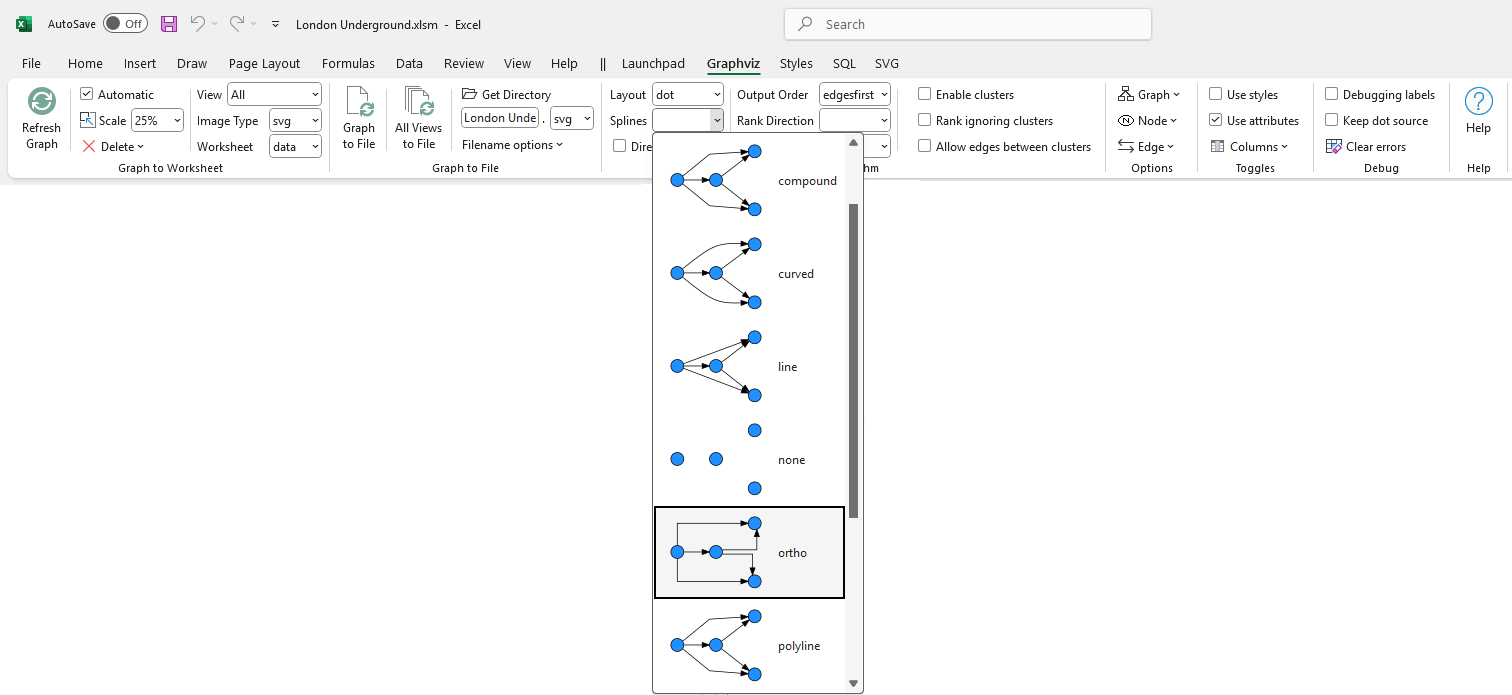 AutoSave Off London Underground.xlsm - Excel Search
File Home Insert Draw Page Layout Formulas Data Review View Help || Launchpad Graphviz Styles SQL SVG
Refresh Graph
Automatic
Scale 25%
Delete
View All
Image Type svg
Worksheet data
Graph to Worksheet
Graph to File
All Views to File
Get Directory
London Unde . svg
Filename options
Graph to File
Layout dot
Splines
Dire
Output Order edgesfirst
Rank Direction
hm
Enable clusters
Rank ignoring clusters
Allow edges between clusters
Graph
Node
Edge
Options
Use styles
Use attributes
Columns
Toggles
Debugging labels
Keep dot source
Clear errors
Debug
?
Help
Help
compound
curved
line
none
ortho
polyline